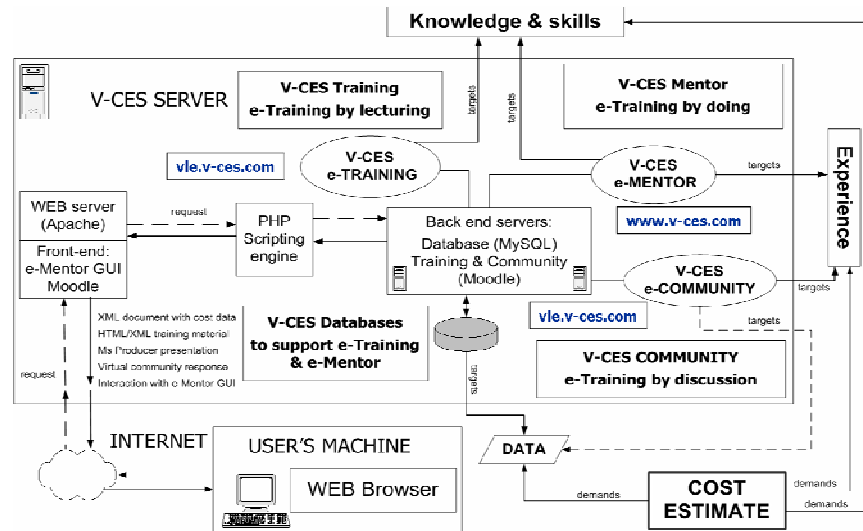 Knowledge & skills
V-CES SERVER
V-CES Training
e-Training by lecturing
targets
targets
V-CES Mentor
e-Training by doing
vle.v-ces.com
V-CES
e-TRAINING
V-CES
e-MENTOR
targets
Experience
www.v-ces.com
WEB server
(Apache)
request
PHP
Scripting
engine
Back end servers:
Database (MySQL)
Training & Community
(Moodle)
Front-end:
e-Mentor GUI
Moodle
V-CES
e-COMMUNITY
targets
vle.v-ces.com
targets
XML document with cost data
HTML/XML training material
Ms Producer presentation
Virtual community response
Interaction with e-Mentor GUI
request
V-CES Databases
to support e-Training
& e-Mentor
V-CES COMMUNITY
e-Training by discussion
targets
INTERNET
USER'S MACHINE
WEB Browser
DATA
demands
COST
ESTIMATE
demands
demands